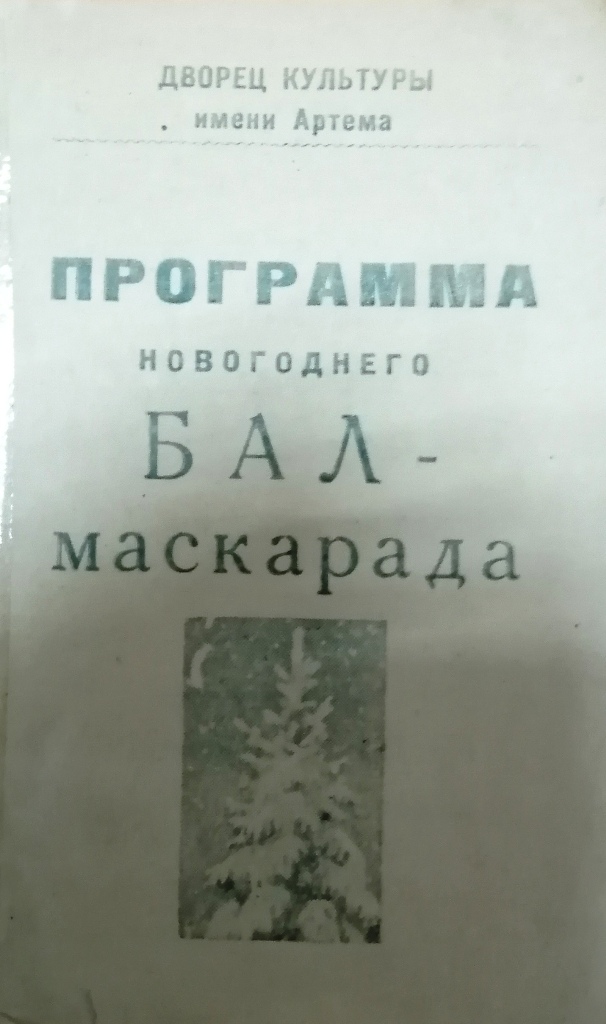 ДВОРЕЦ КУЛЬТУРЫ
имени Артема
ПРОГРАММА
НОВОГОДНЕГО
БАЛ-
маскарада